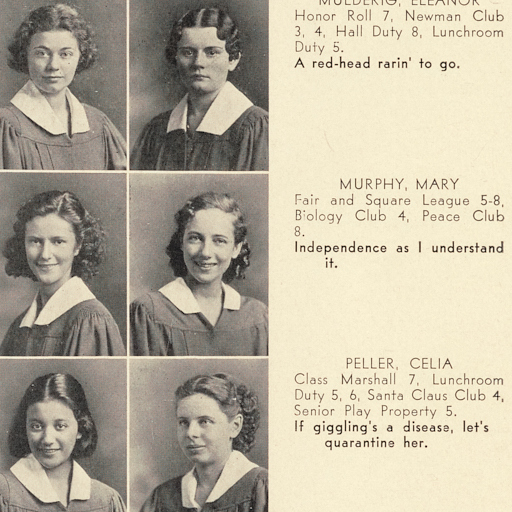 MULDERIG, ELEANOR
Honor Roll 7, Newman Club
3, 4, Hall Duty 8, Lunchroom
Duty 5.
A red-head rarin' to go.
MURPHY, MARY
Fair and Square League 5-8,
Biology Club 4, Peace Club
8.
Independence as I understand
it.
PELLER, CELIA
Class Marshall 7, Lunchroom
Duty 5, 6, Santa Claus Club 4,
Senior Play Property 5.
If giggling's a disease, let's
quarantine her.